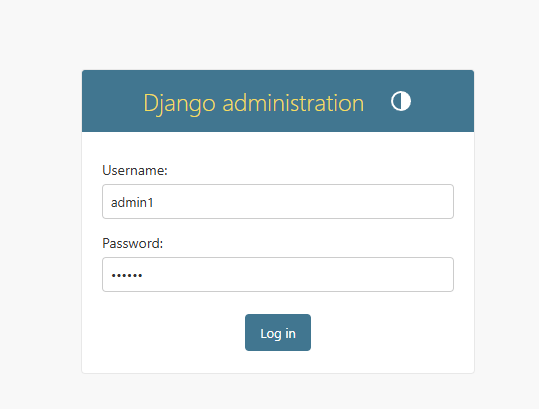 Django administration
Username:
admin1
Password:
••••••
Log in